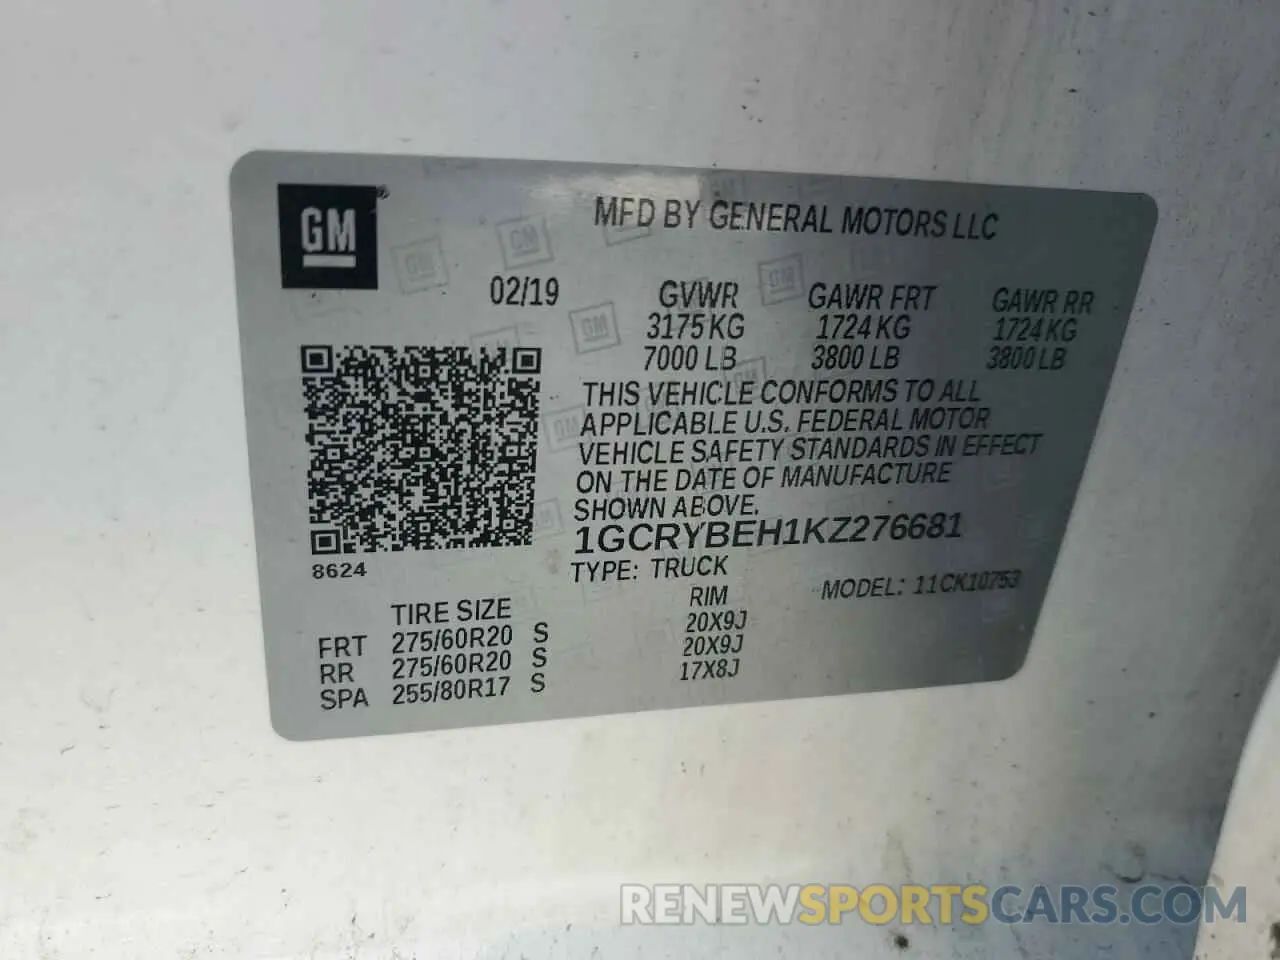 GM®
MFD BY GENERAL MOTORS LLC
02/19 GVWR GAWR FRT GAWR RR
3175 KG 1724 KG 1724 KG
7000 LB 3800 LB 3800 LB
THIS VEHICLE CONFORMS TO ALL
APPLICABLE U.S. FEDERAL MOTOR
VEHICLE SAFETY STANDARDS IN EFFECT
ON THE DATE OF MANUFACTURE
SHOWN ABOVE.
1GCRYBEH1KZ276681
8624
TYPE: TRUCK MODEL: 11CK10753
TIRE SIZE RIM
FRT 275/60R20 S 20X9J
RR 275/60R20 S 20X9J
SPA 255/80R17 S 17X8J
RENEWSPORTSCARS.COM